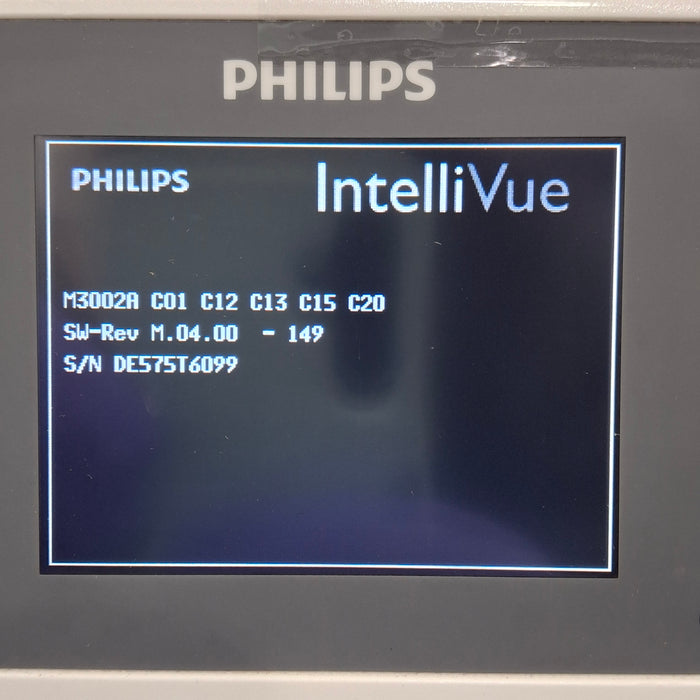 PHILIPS
PHILIPS IntelliVue
M3002A C01 C12 C13 C15 C20
SW-Rev M.04.00 - 149
S/N DE575T6099